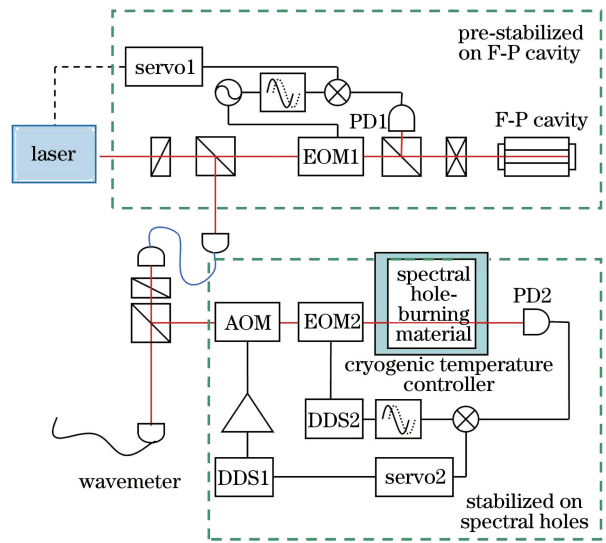 pre-stabilized
on F-P cavity
servo1
PD1
F-P cavity
laser
EOM1
spectral
hole-
burning
material
PD2
AOM
EOM2
cryogenic temperature
controller
DDS2
wavemeter
DDS1
servo2
stabilized on
spectral holes